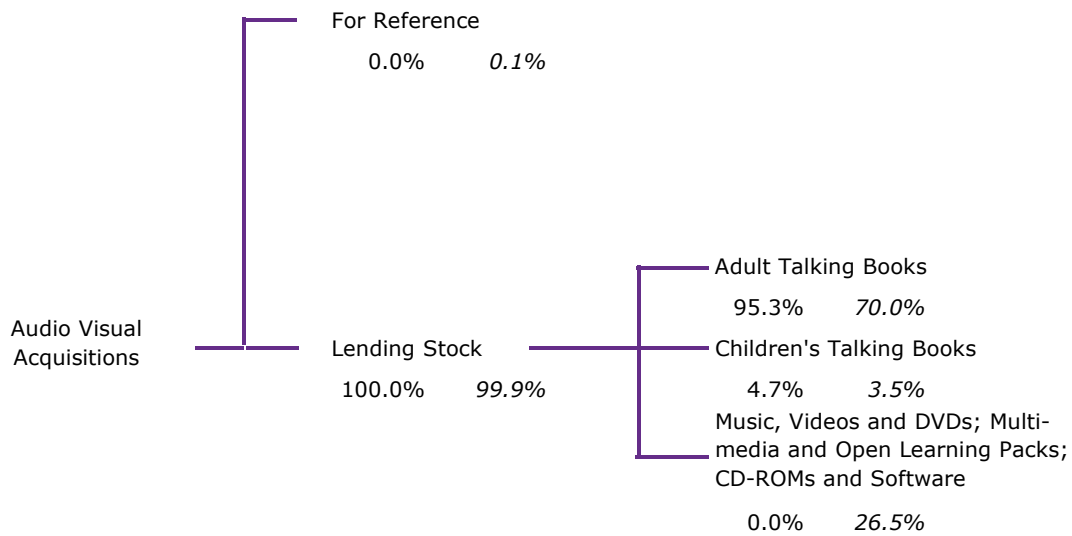 For Reference
0.0% 0.1%
Audio Visual
Acquisitions
Lending Stock
100.0% 99.9%
Adult Talking Books
95.3% 70.0%
Children's Talking Books
4.7% 3.5%
Music, Videos and DVDs; Multi-
media and Open Learning Packs;
CD-ROMs and Software
0.0% 26.5%